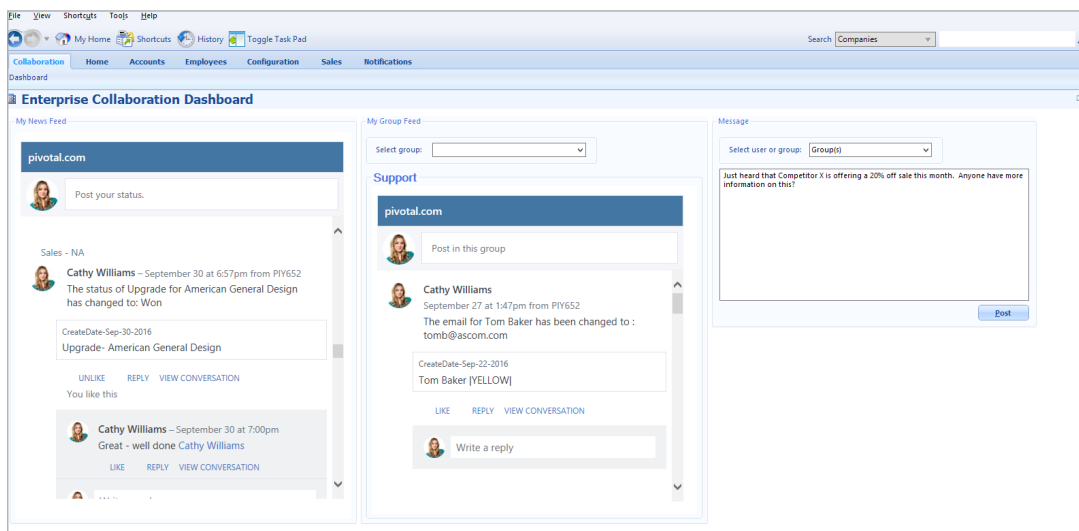 File View Shortcuts Tools Help
My Home Shortcuts History Toggle Task Pad Search Companies
Collaboration Home Accounts Employees Configuration Sales Notifications
Dashboard
Enterprise Collaboration Dashboard
My News Feed
pivotal.com
Post your status.
Sales - NA
Cathy Williams – September 30 at 6:57pm from PIY652
The status of Upgrade for American General Design
has changed to: Won
CreateDate-Sep-30-2016
Upgrade- American General Design
UNLIKE REPLY VIEW CONVERSATION
You like this
Cathy Williams – September 30 at 7:00pm
Great - well done Cathy Williams
LIKE REPLY VIEW CONVERSATION
My Group Feed
Select group:
Support
pivotal.com
Post in this group
Cathy Williams
September 27 at 1:47pm from PIY652
The email for Tom Baker has been changed to :
tomb@ascom.com
CreateDate-Sep-22-2016
Tom Baker |YELLOW|
LIKE REPLY VIEW CONVERSATION
Write a reply
Message
Select user or group: Group(s)
Just heard that Competitor X is offering a 20% off sale this month. Anyone have more
information on this?
Post